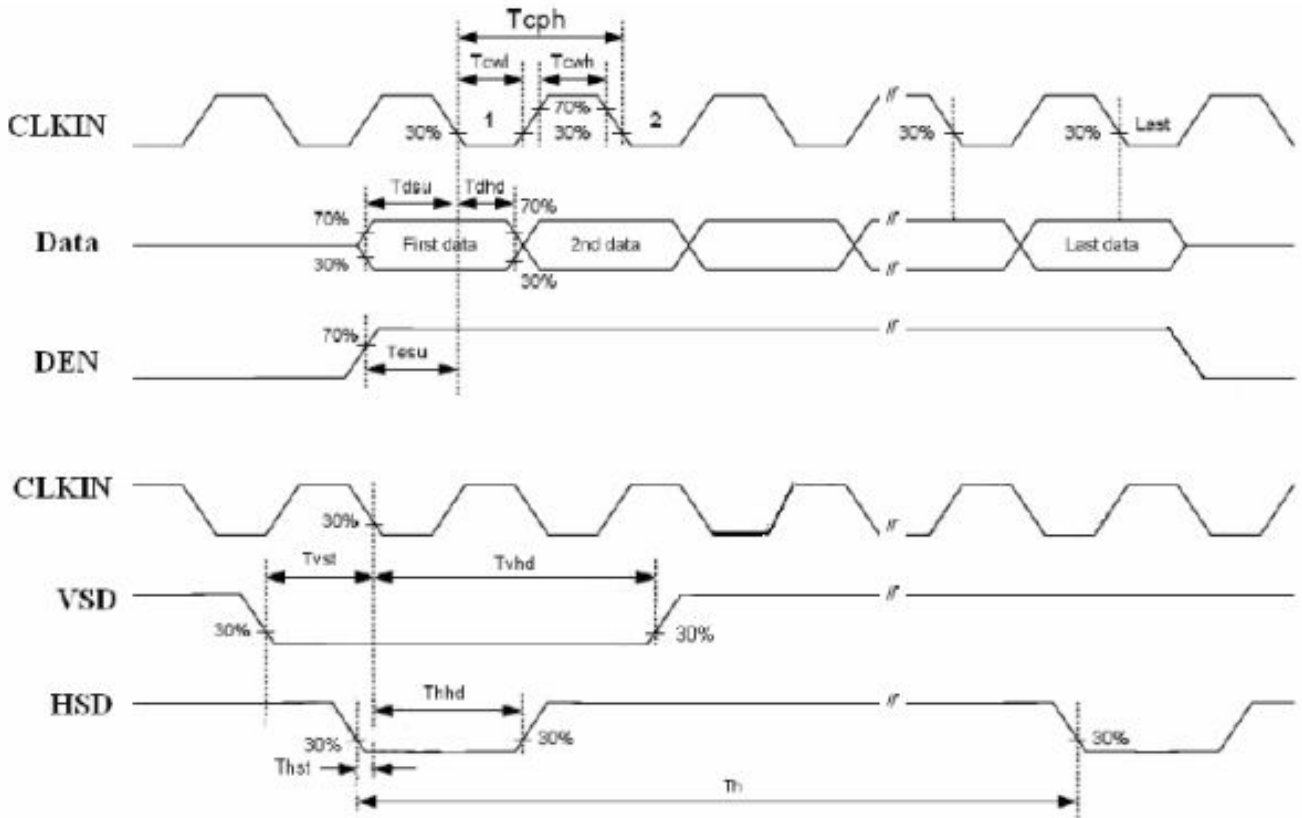 Tcph
Tcwl Tcwh
CLKIN 30% 1 70% 30% 2 30% 30% Last
Tdsu Tdhd
70% 70%
Data First data 2nd data Last data
30% 30%
70%
DEN Tesu
CLKIN
30%
Tvst Tvhd
VSD
30% 30%
HSD Thhd
30% 30% 30%
Thst
Th